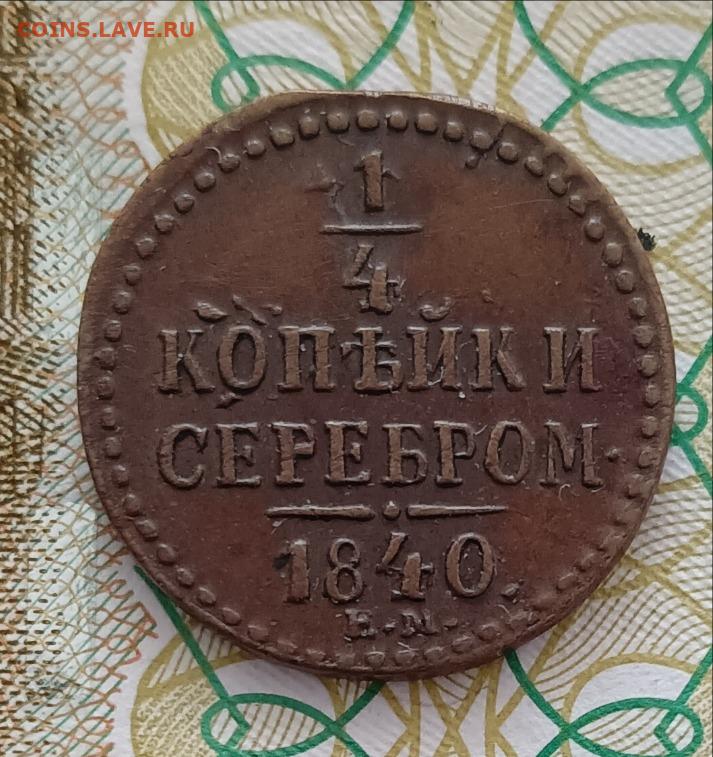 COINS.LAVE.RU
1
4
КОПѢЙКИ
СЕРЕБРОМ.
1840.
Е.М.